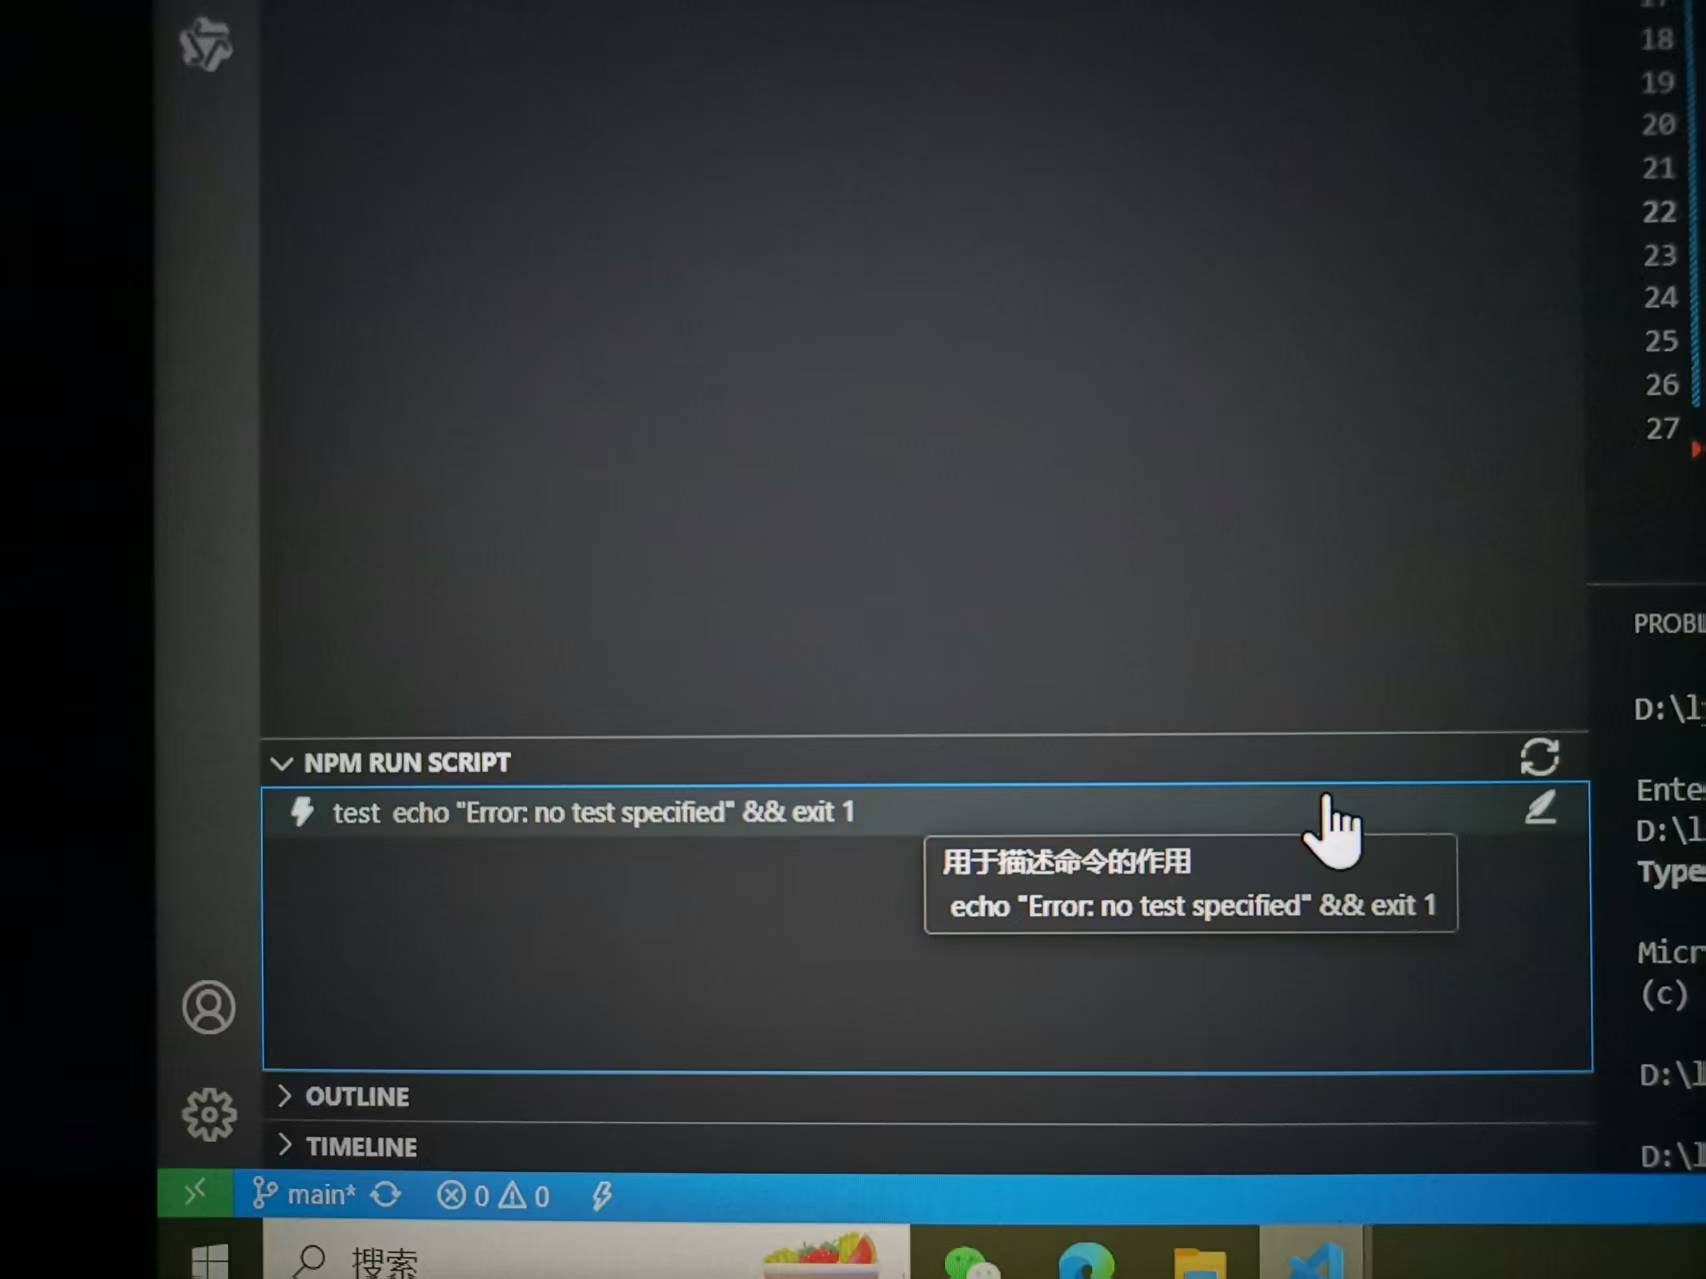 18
19
20
21
22
23
24
25
26
27
D:\
Ente
D:\
Type
Micr
(c)
D:\
D:\
NPM RUN SCRIPT
test echo "Error: no test specified" && exit 1
用于描述命令的作用
echo "Error: no test specified" && exit 1
OUTLINE
TIMELINE
main* 0 0
搜索